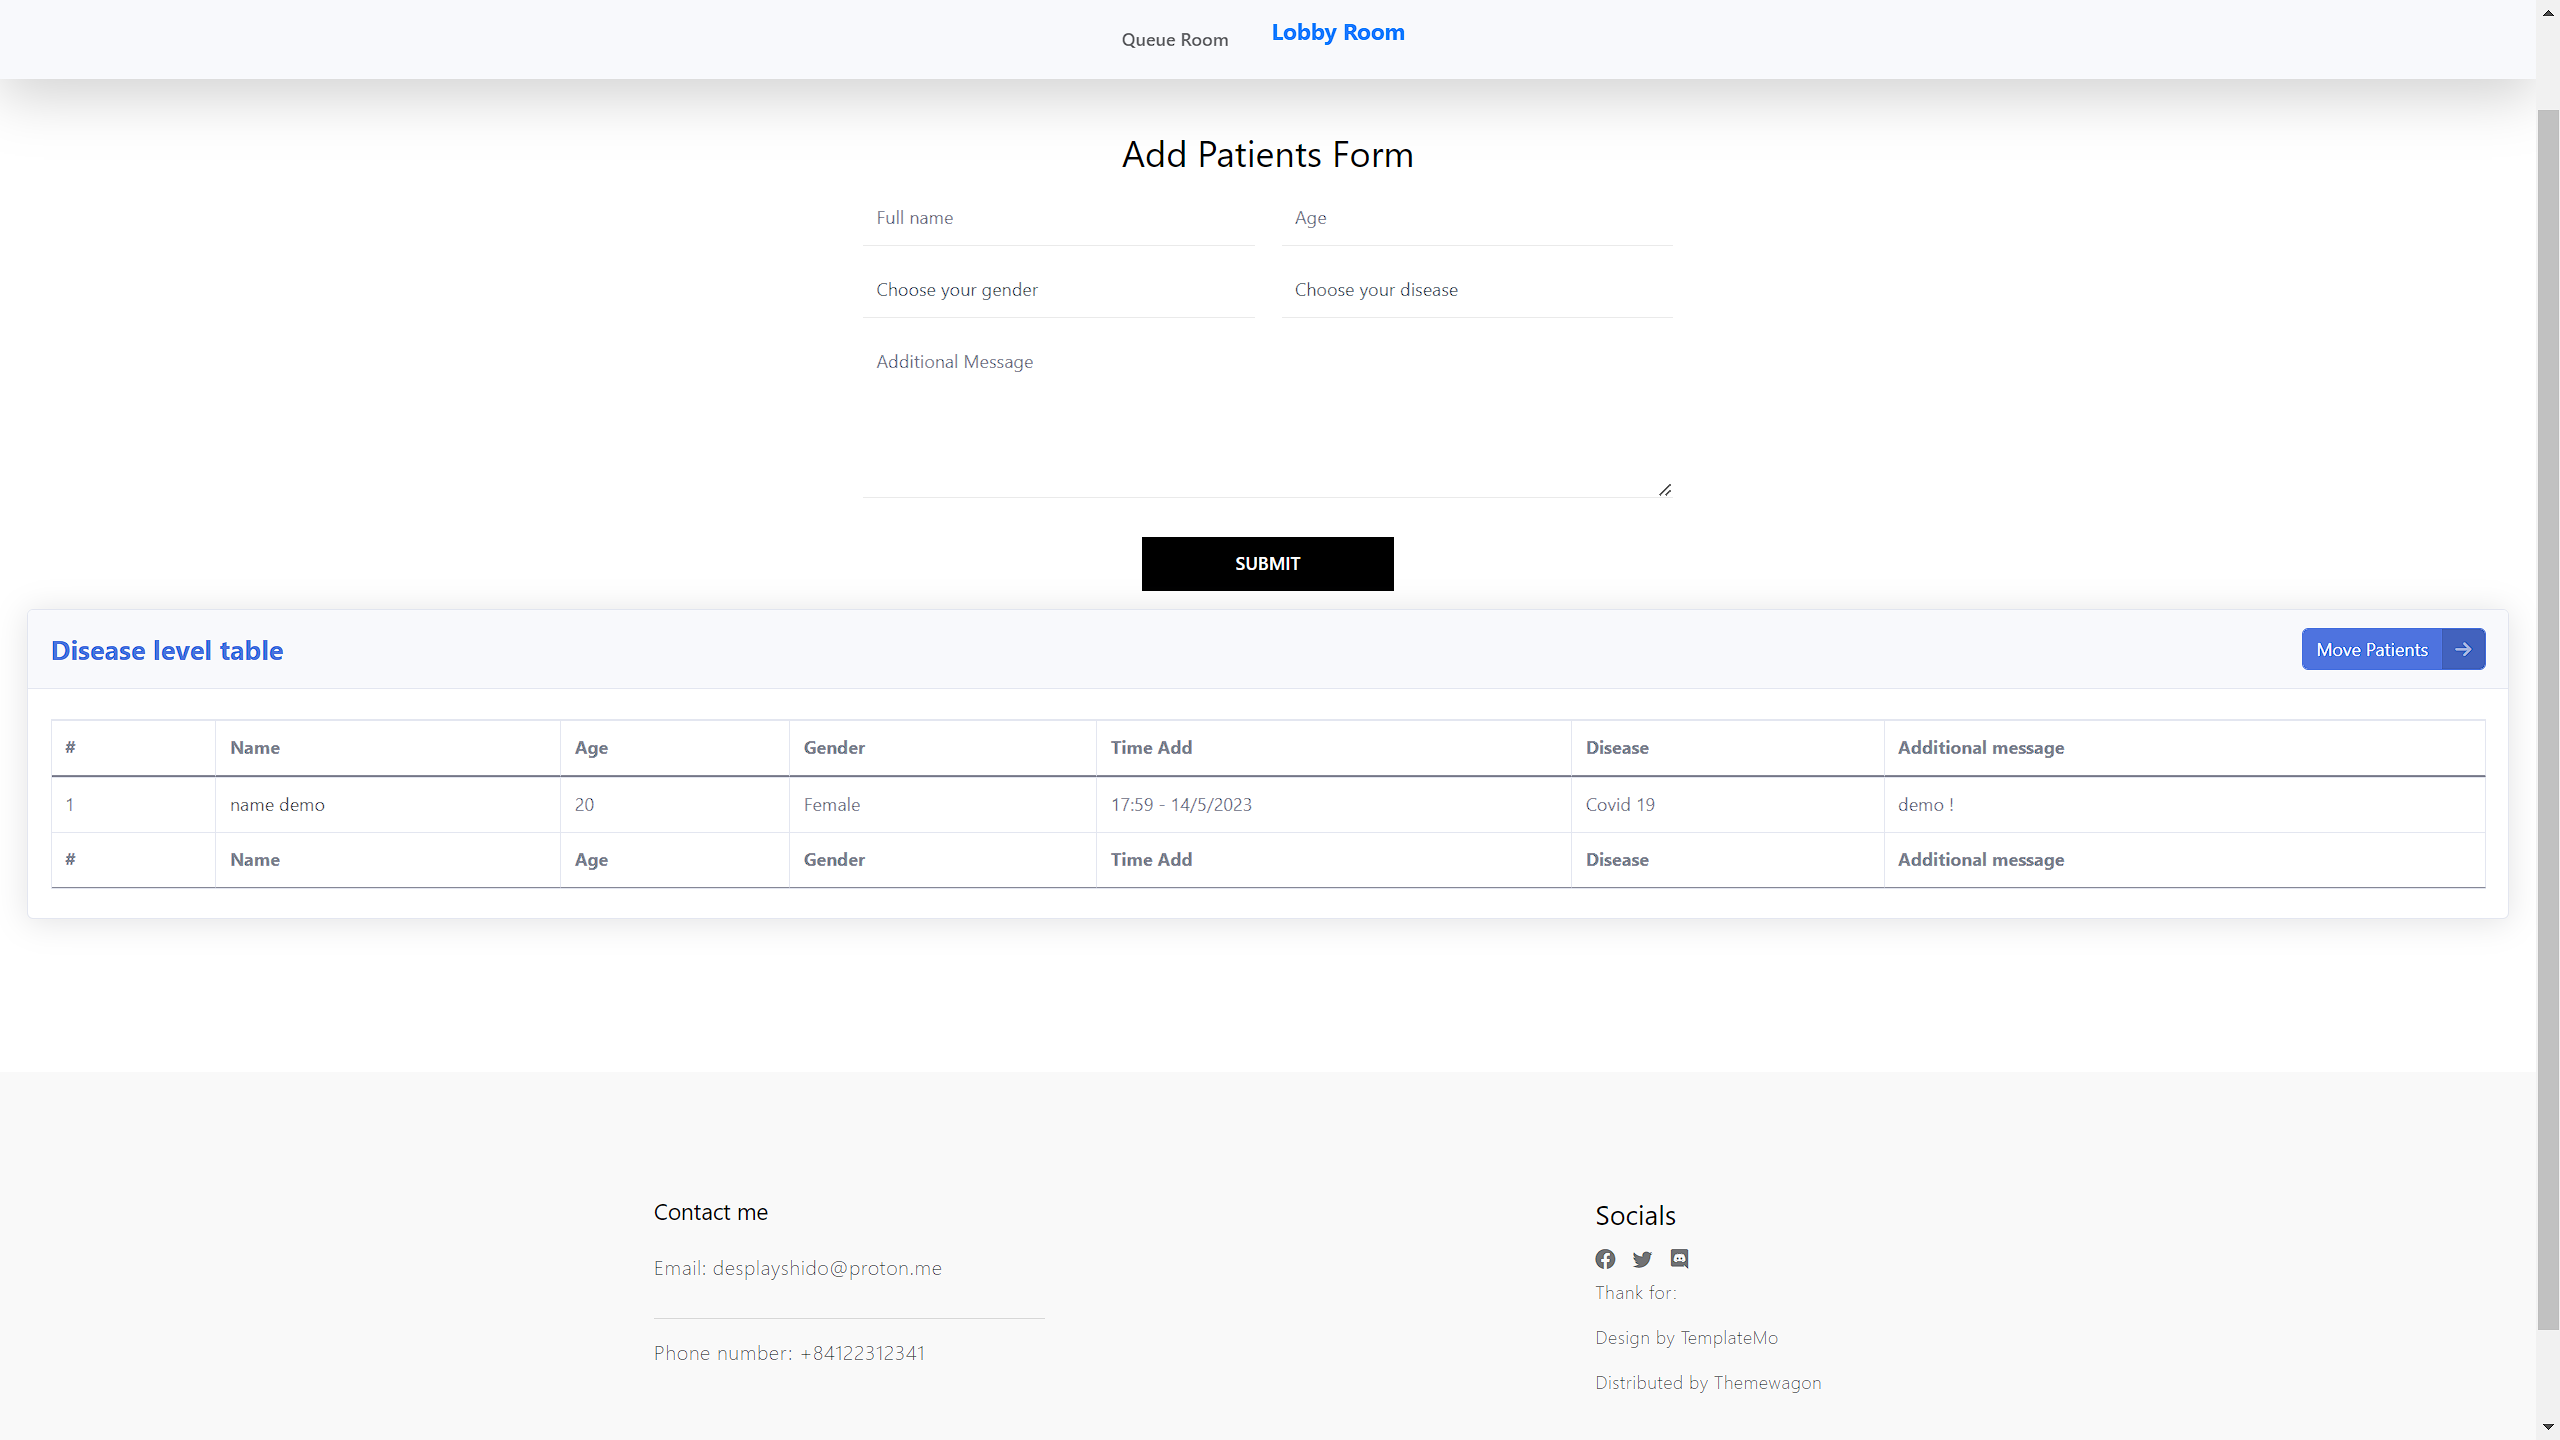 Queue Room Lobby Room
Add Patients Form
Full name Age
Choose your gender Choose your disease
Additional Message
SUBMIT
Disease level table Move Patients
# Name Age Gender Time Add Disease Additional message
1 name demo 20 Female 17:59 - 14/5/2023 Covid 19 demo !
# Name Age Gender Time Add Disease Additional message
Contact me
Email: desplayshido@proton.me
Phone number: +84122312341
Socials
Thank for:
Design by TemplateMo
Distributed by Themewagon